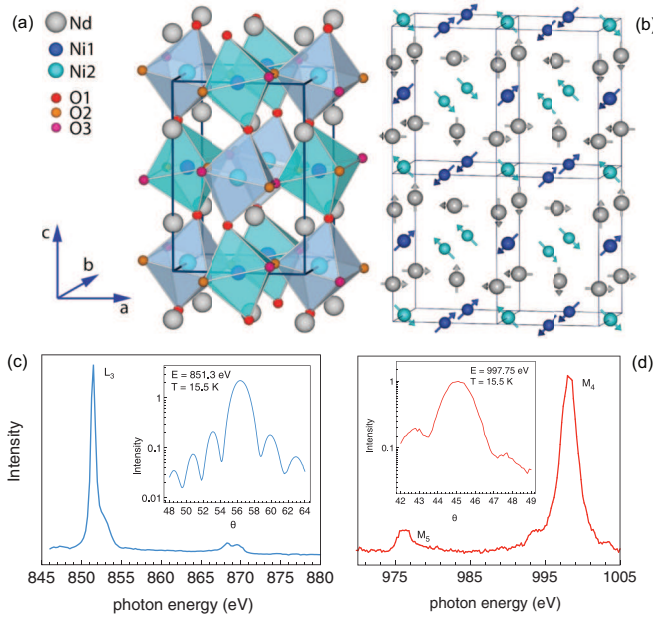 (a)
Nd
Ni1
Ni2
O1
O2
O3
c
b
a
(b)
(c)
L3
E = 851.3 eV
T = 15.5 K
Intensity
1
0.1
0.01
48 50 52 54 56 58 60 62 64
θ
Intensity
845 850 855 860 865 870 875 880
photon energy (eV)
(d)
M4
E = 997.75 eV
T = 15.5 K
Intensity
1
0.1
42 43 44 45 46 47 48 49
θ
M5
975 985 995 1005
photon energy (eV)